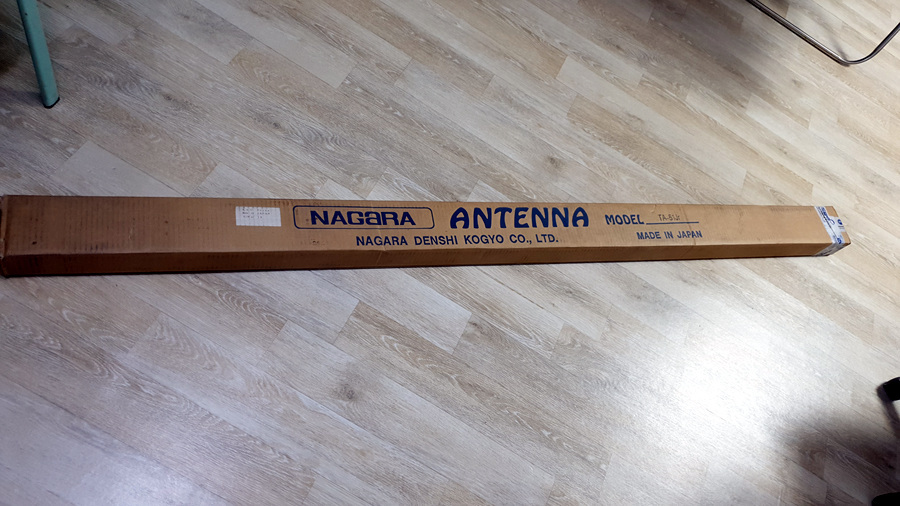 NAGARA ANTENNA MODEL
NAGARA DENSHI KOGYO CO., LTD. MADE IN JAPAN